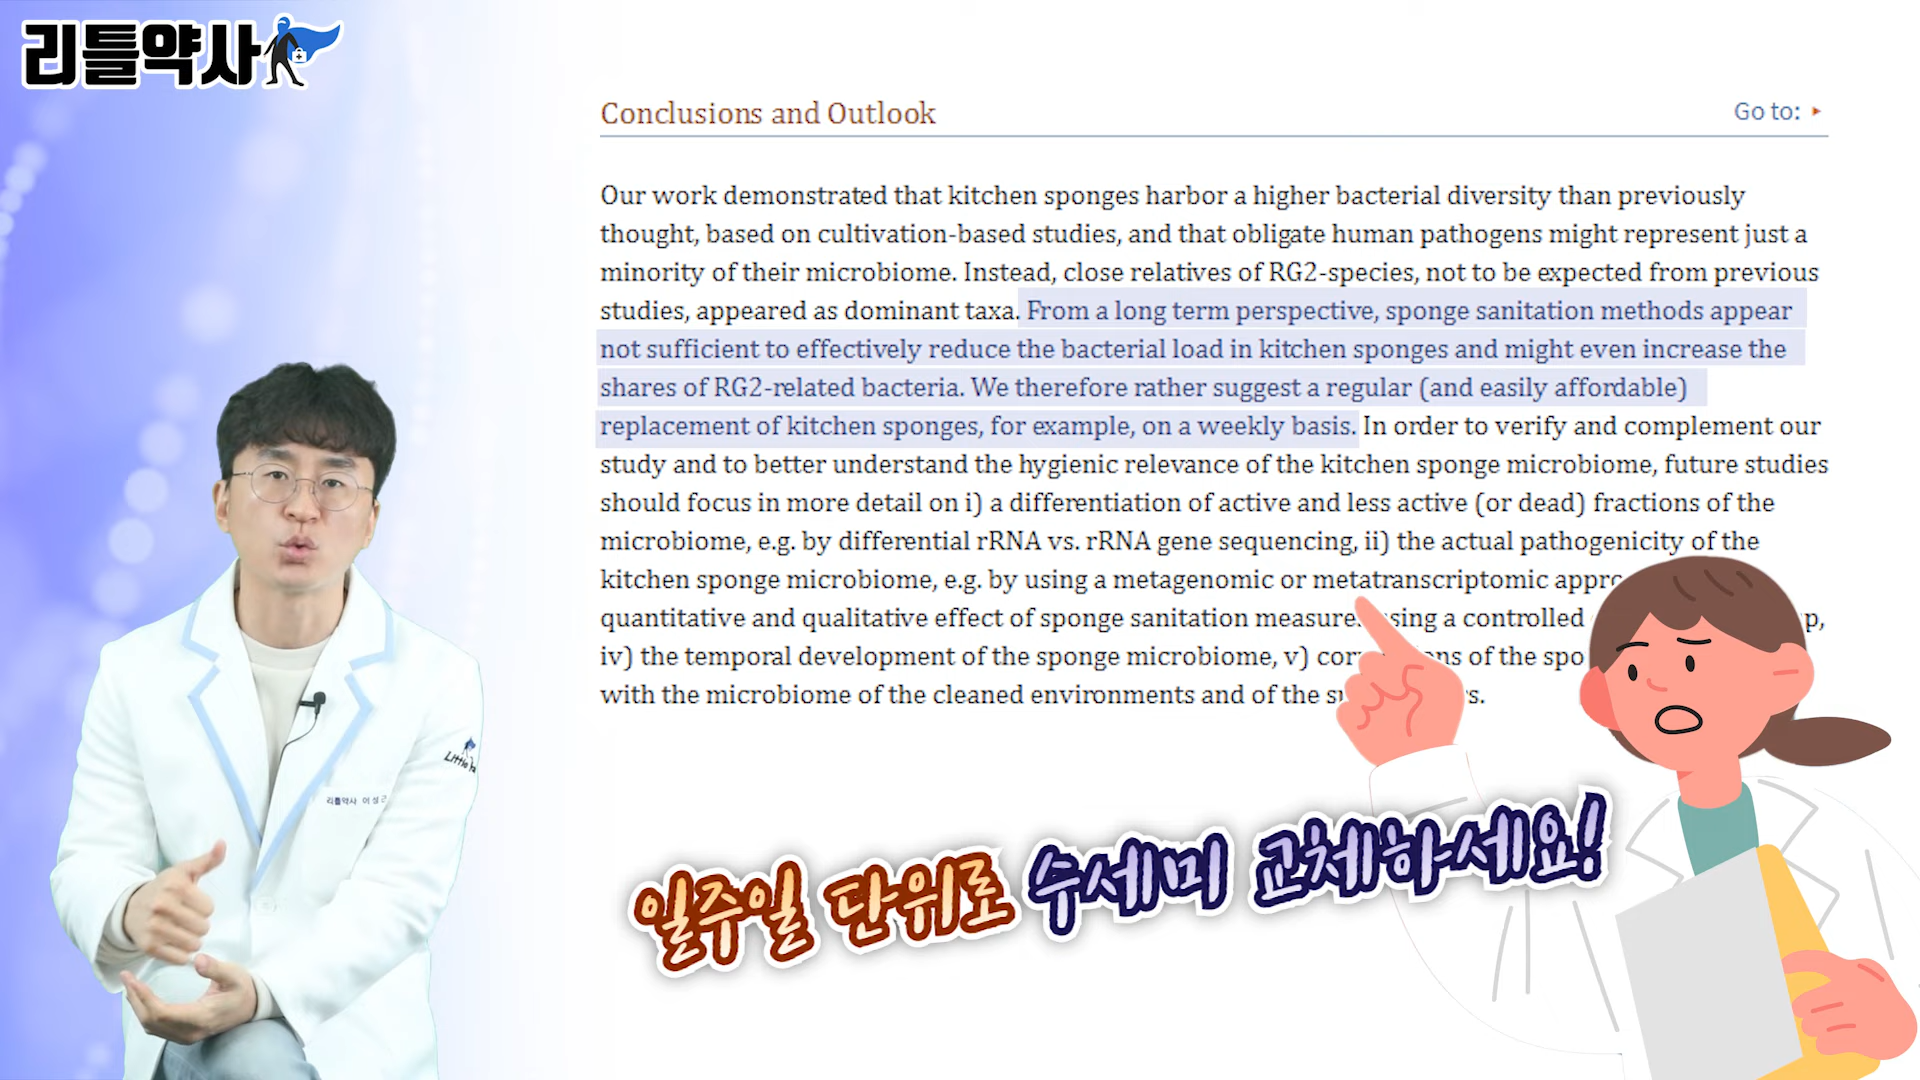 리틀약사
Conclusions and Outlook
Go to:
Our work demonstrated that kitchen sponges harbor a higher bacterial diversity than previously
thought, based on cultivation-based studies, and that obligate human pathogens might represent just a
minority of their microbiome. Instead, close relatives of RG2-species, not to be expected from previous
studies, appeared as dominant taxa. From a long term perspective, sponge sanitation methods appear
not sufficient to effectively reduce the bacterial load in kitchen sponges and might even increase the
shares of RG2-related bacteria. We therefore rather suggest a regular (and easily affordable)
replacement of kitchen sponges, for example, on a weekly basis. In order to verify and complement our
study and to better understand the hygienic relevance of the kitchen sponge microbiome, future studies
should focus in more detail on i) a differentiation of active and less active (or dead) fractions of the
microbiome, e.g. by differential rRNA vs. rRNA gene sequencing, ii) the actual pathogenicity of the
kitchen sponge microbiome, e.g. by using a metagenomic or metatranscriptomic
quantitative and qualitative effect of sponge sanitation a controlled
iv) the temporal development of the sponge microbiome, v) of the
with the microbiome of the cleaned environments and of the
Little
리틀약사 이성근
일주일 단위로 수세미 교체하세요!